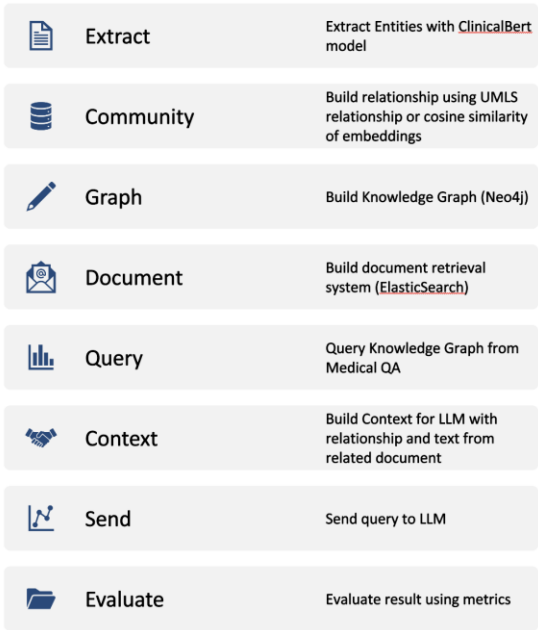 Extract
Extract Entities with ClinicalBert
model
Community
Build relationship using UMLS
relationship or cosine similarity
of embeddings
Graph
Build Knowledge Graph (Neo4j)
Document
Build document retrieval
system (ElasticSearch)
Query
Query Knowledge Graph from
Medical QA
Context
Build Context for LLM with
relationship and text from
related document
Send
Send query to LLM
Evaluate
Evaluate result using metrics